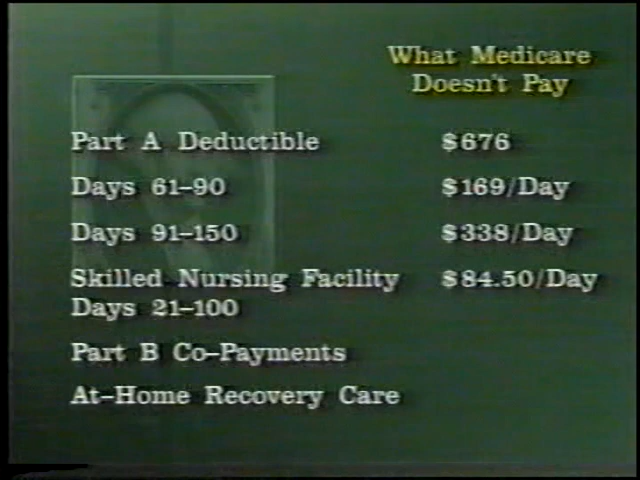 What Medicare
Doesn't Pay
Part A Deductible $676
Days 61-90 $169/Day
Days 91-150 $338/Day
Skilled Nursing Facility $84.50/Day
Days 21-100
Part B Co-Payments
At-Home Recovery Care